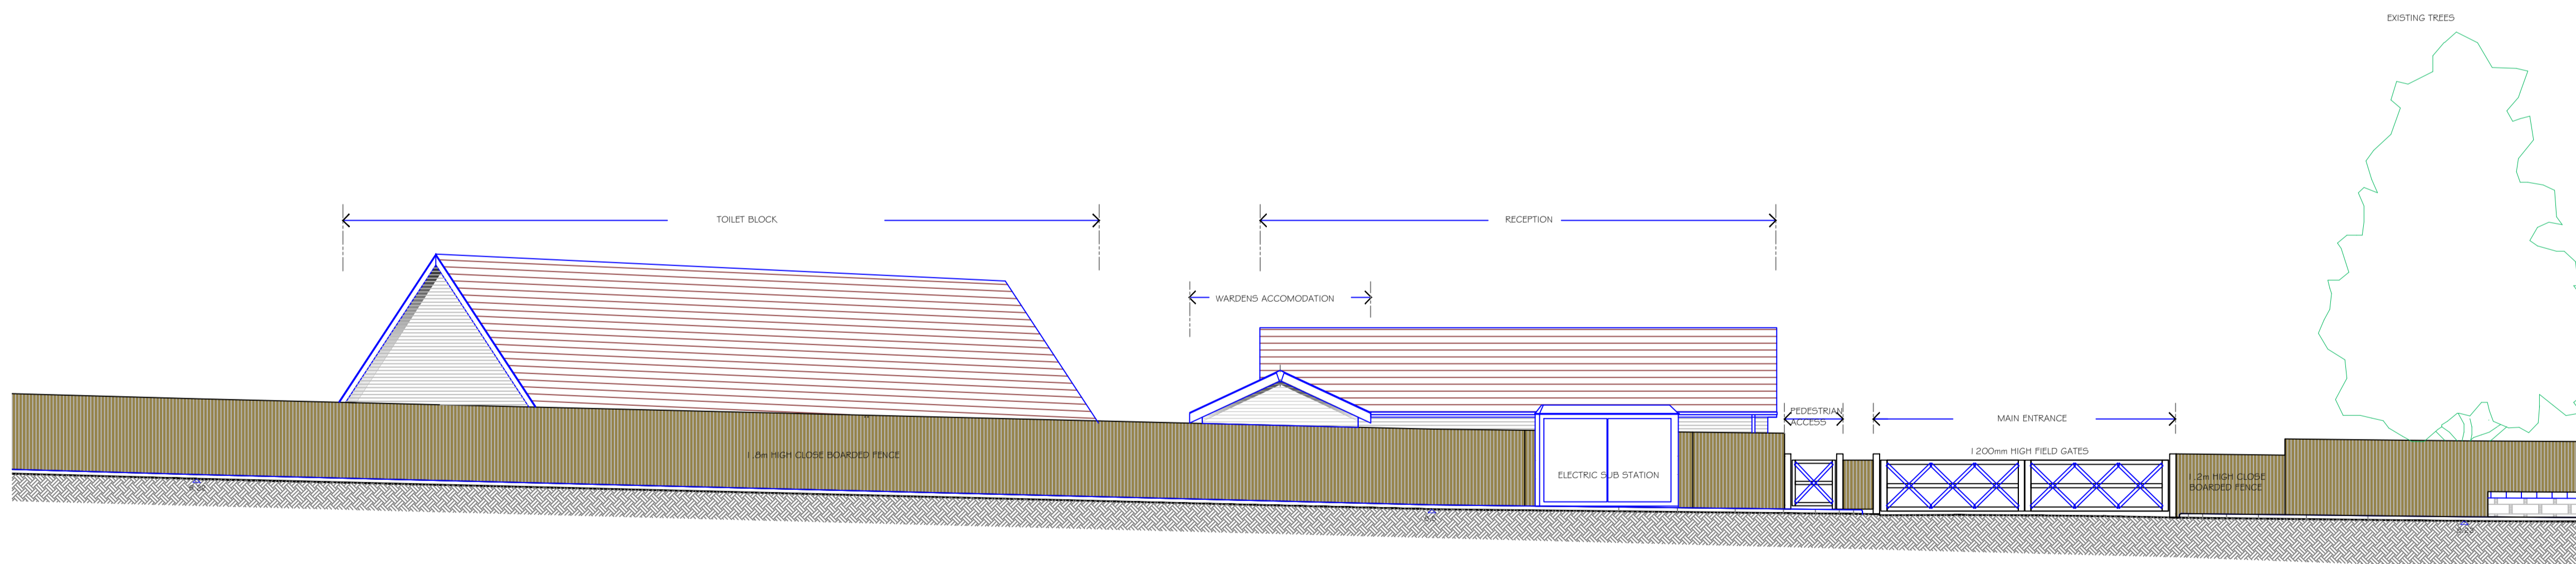 EXISTING TREES
TOILET BLOCK
RECEPTION
WARDENS ACCOMODATION
PEDESTRIAN
ACCESS
MAIN ENTRANCE
1200mm HIGH FIELD GATES
1.8m HIGH CLOSE BOARDED FENCE
ELECTRIC SUB STATION
1.2m HIGH CLOSE
BOARDED FENCE